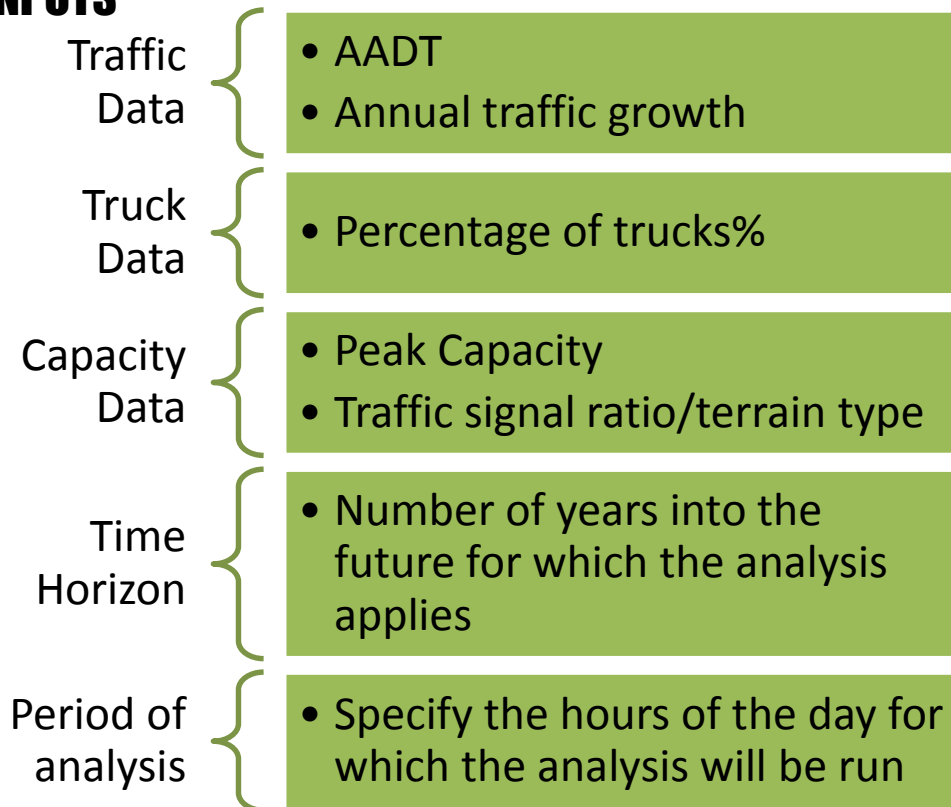 Traffic
Data
• AADT
• Annual traffic growth
Truck
Data
• Percentage of trucks%
Capacity
Data
• Peak Capacity
• Traffic signal ratio/terrain type
Time
Horizon
• Number of years into the
future for which the analysis
applies
Period of
analysis
• Specify the hours of the day for
which the analysis will be run